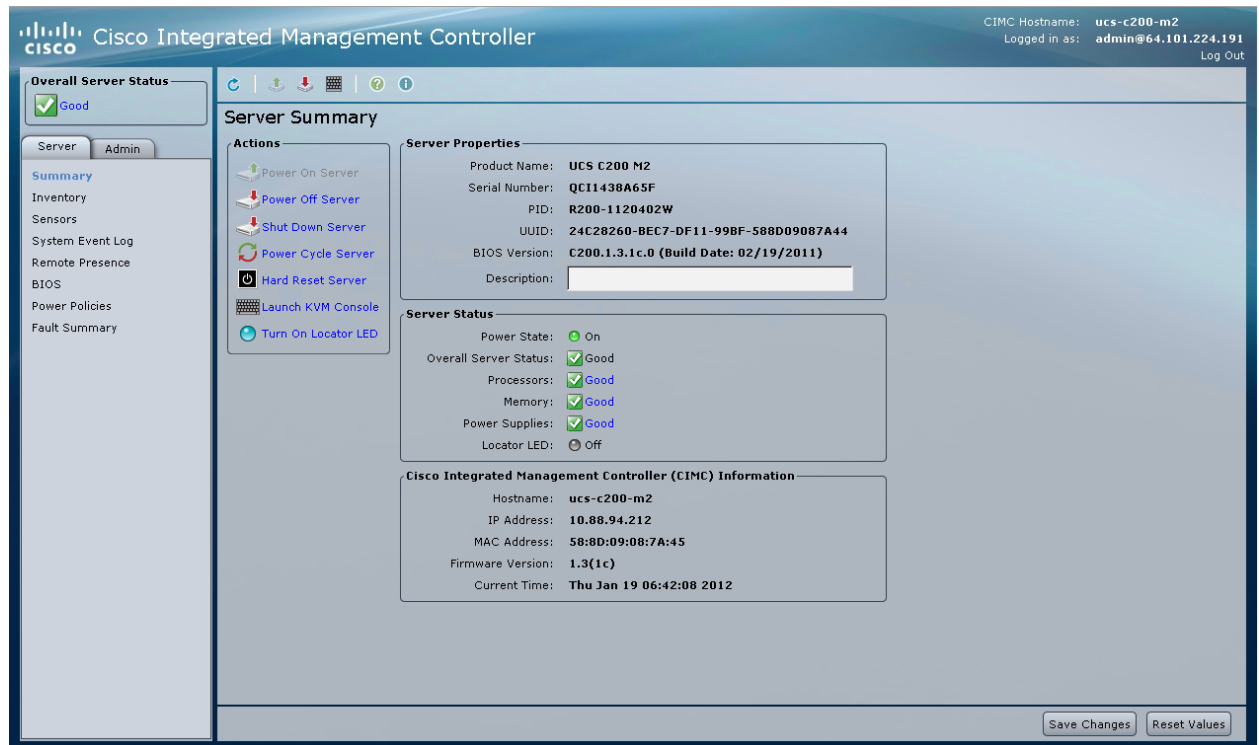 CISCO Cisco Integrated Management Controller
CIMC Hostname: ucs-c200-m2
Logged in as: admin@64.101.224.191
Log Out
Overall Server Status
Good
Server Admin
Summary
Inventory
Sensors
System Event Log
Remote Presence
BIOS
Power Policies
Fault Summary
Server Summary
Actions
Power On Server
Power Off Server
Shut Down Server
Power Cycle Server
Hard Reset Server
Launch KVM Console
Turn On Locator LED
Server Properties
Product Name: UCS C200 M2
Serial Number: QCI1438A65F
PID: R200-1120402W
UUID: 24C28260-BEC7-DF11-99BF-588D09087A44
BIOS Version: C200.1.3.1c.0 (Build Date: 02/19/2011)
Description:
Server Status
Power State: On
Overall Server Status: Good
Processors: Good
Memory: Good
Power Supplies: Good
Locator LED: Off
Cisco Integrated Management Controller (CIMC) Information
Hostname: ucs-c200-m2
IP Address: 10.88.94.212
MAC Address: 58:8D:09:08:7A:45
Firmware Version: 1.3(1c)
Current Time: Thu Jan 19 06:42:08 2012
Save Changes Reset Values